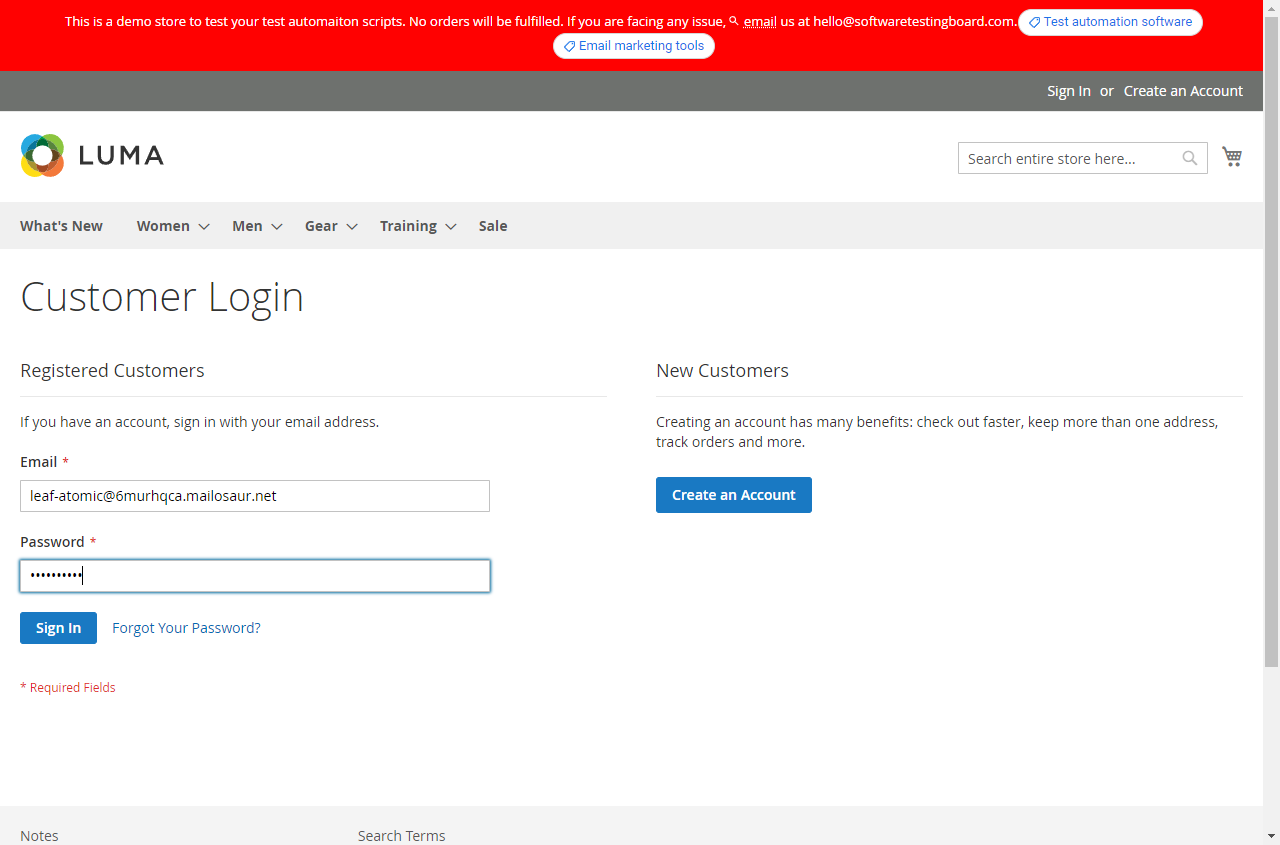 This is a demo store to test your test automaiton scripts. No orders will be fulfilled. If you are facing any issue, email us at hello@softwaretestingboard.com. Test automation software
Email marketing tools
Sign In or Create an Account
LUMA
Search entire store here...
What's New Women Men Gear Training Sale
Customer Login
Registered Customers
If you have an account, sign in with your email address.
Email *
leaf-atomic@6murhqca.mailosaur.net
Password *
••••••••••
Sign In Forgot Your Password?
* Required Fields
New Customers
Creating an account has many benefits: check out faster, keep more than one address,
track orders and more.
Create an Account
Notes
Search Terms